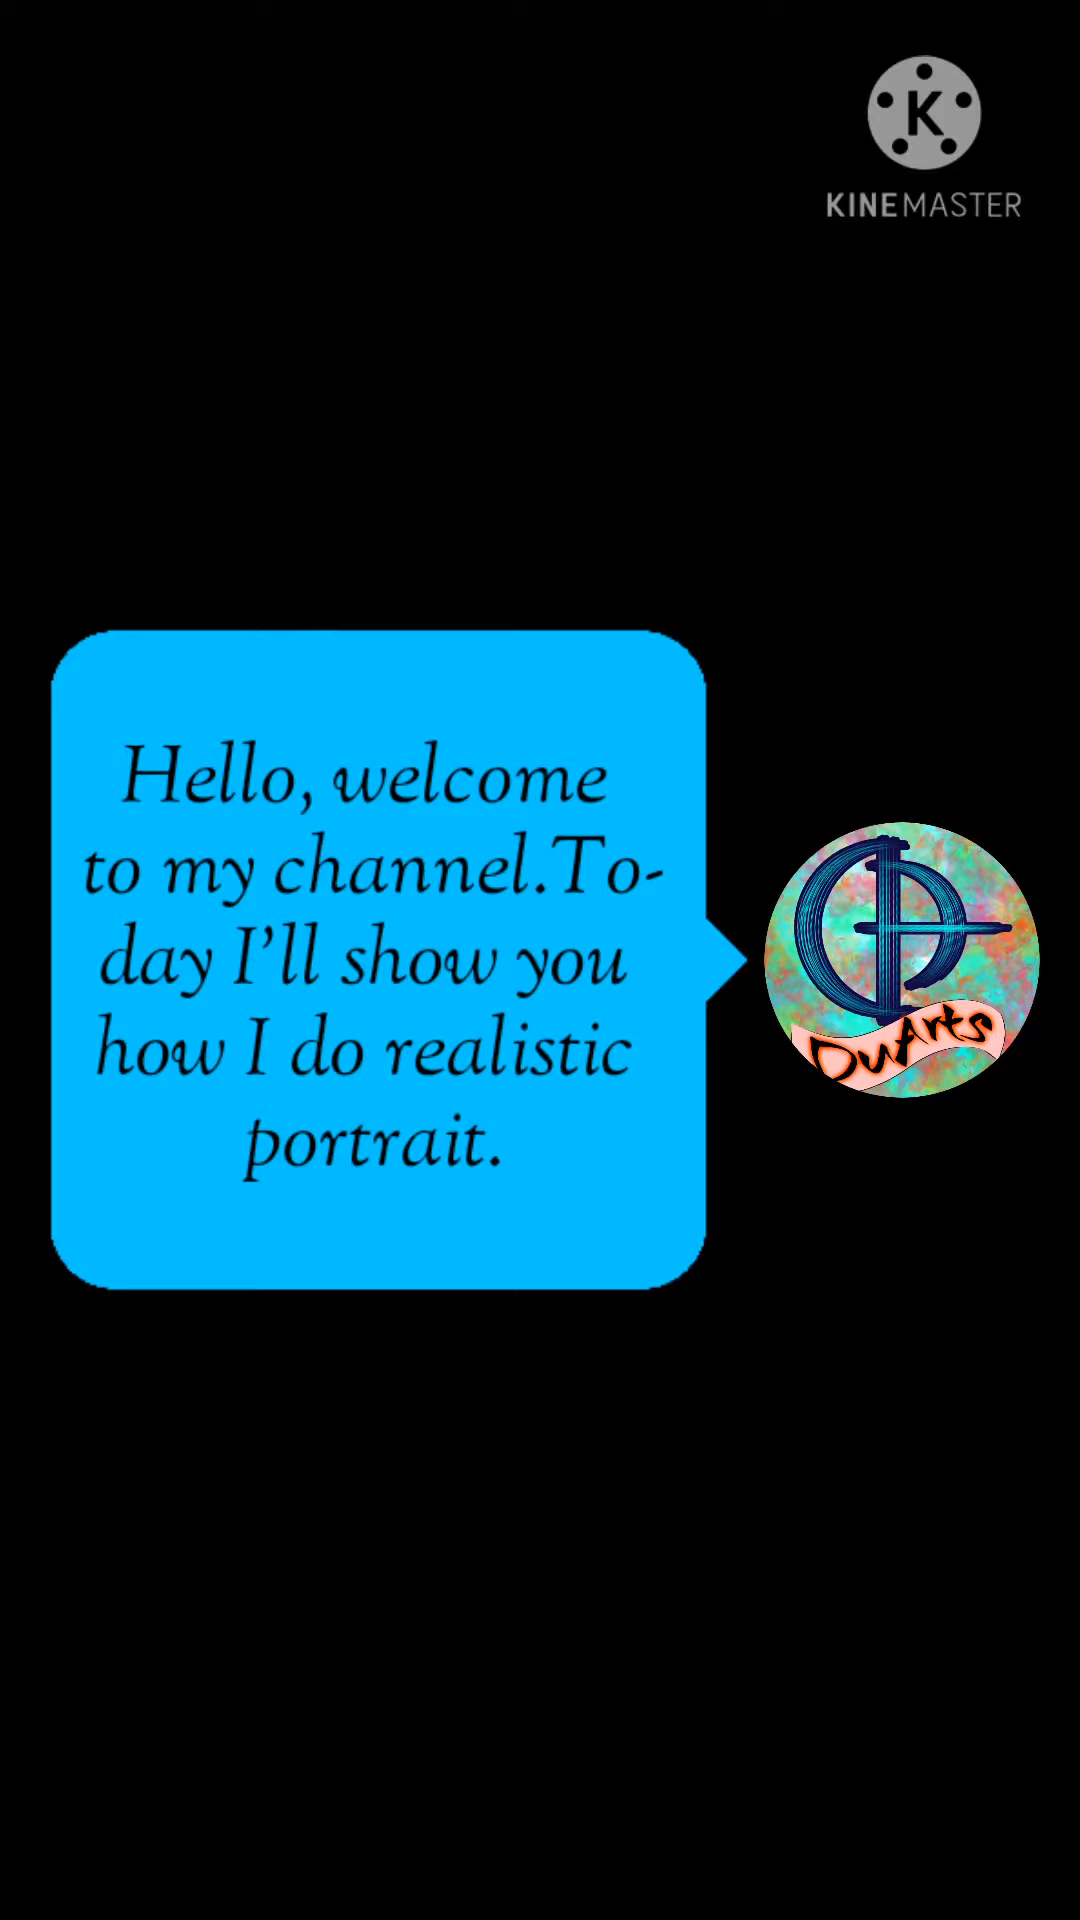 K
KINEMASTER
Hello, welcome
to my channel.To-
day I'll show you
how I do realistic
portrait.
DuArts